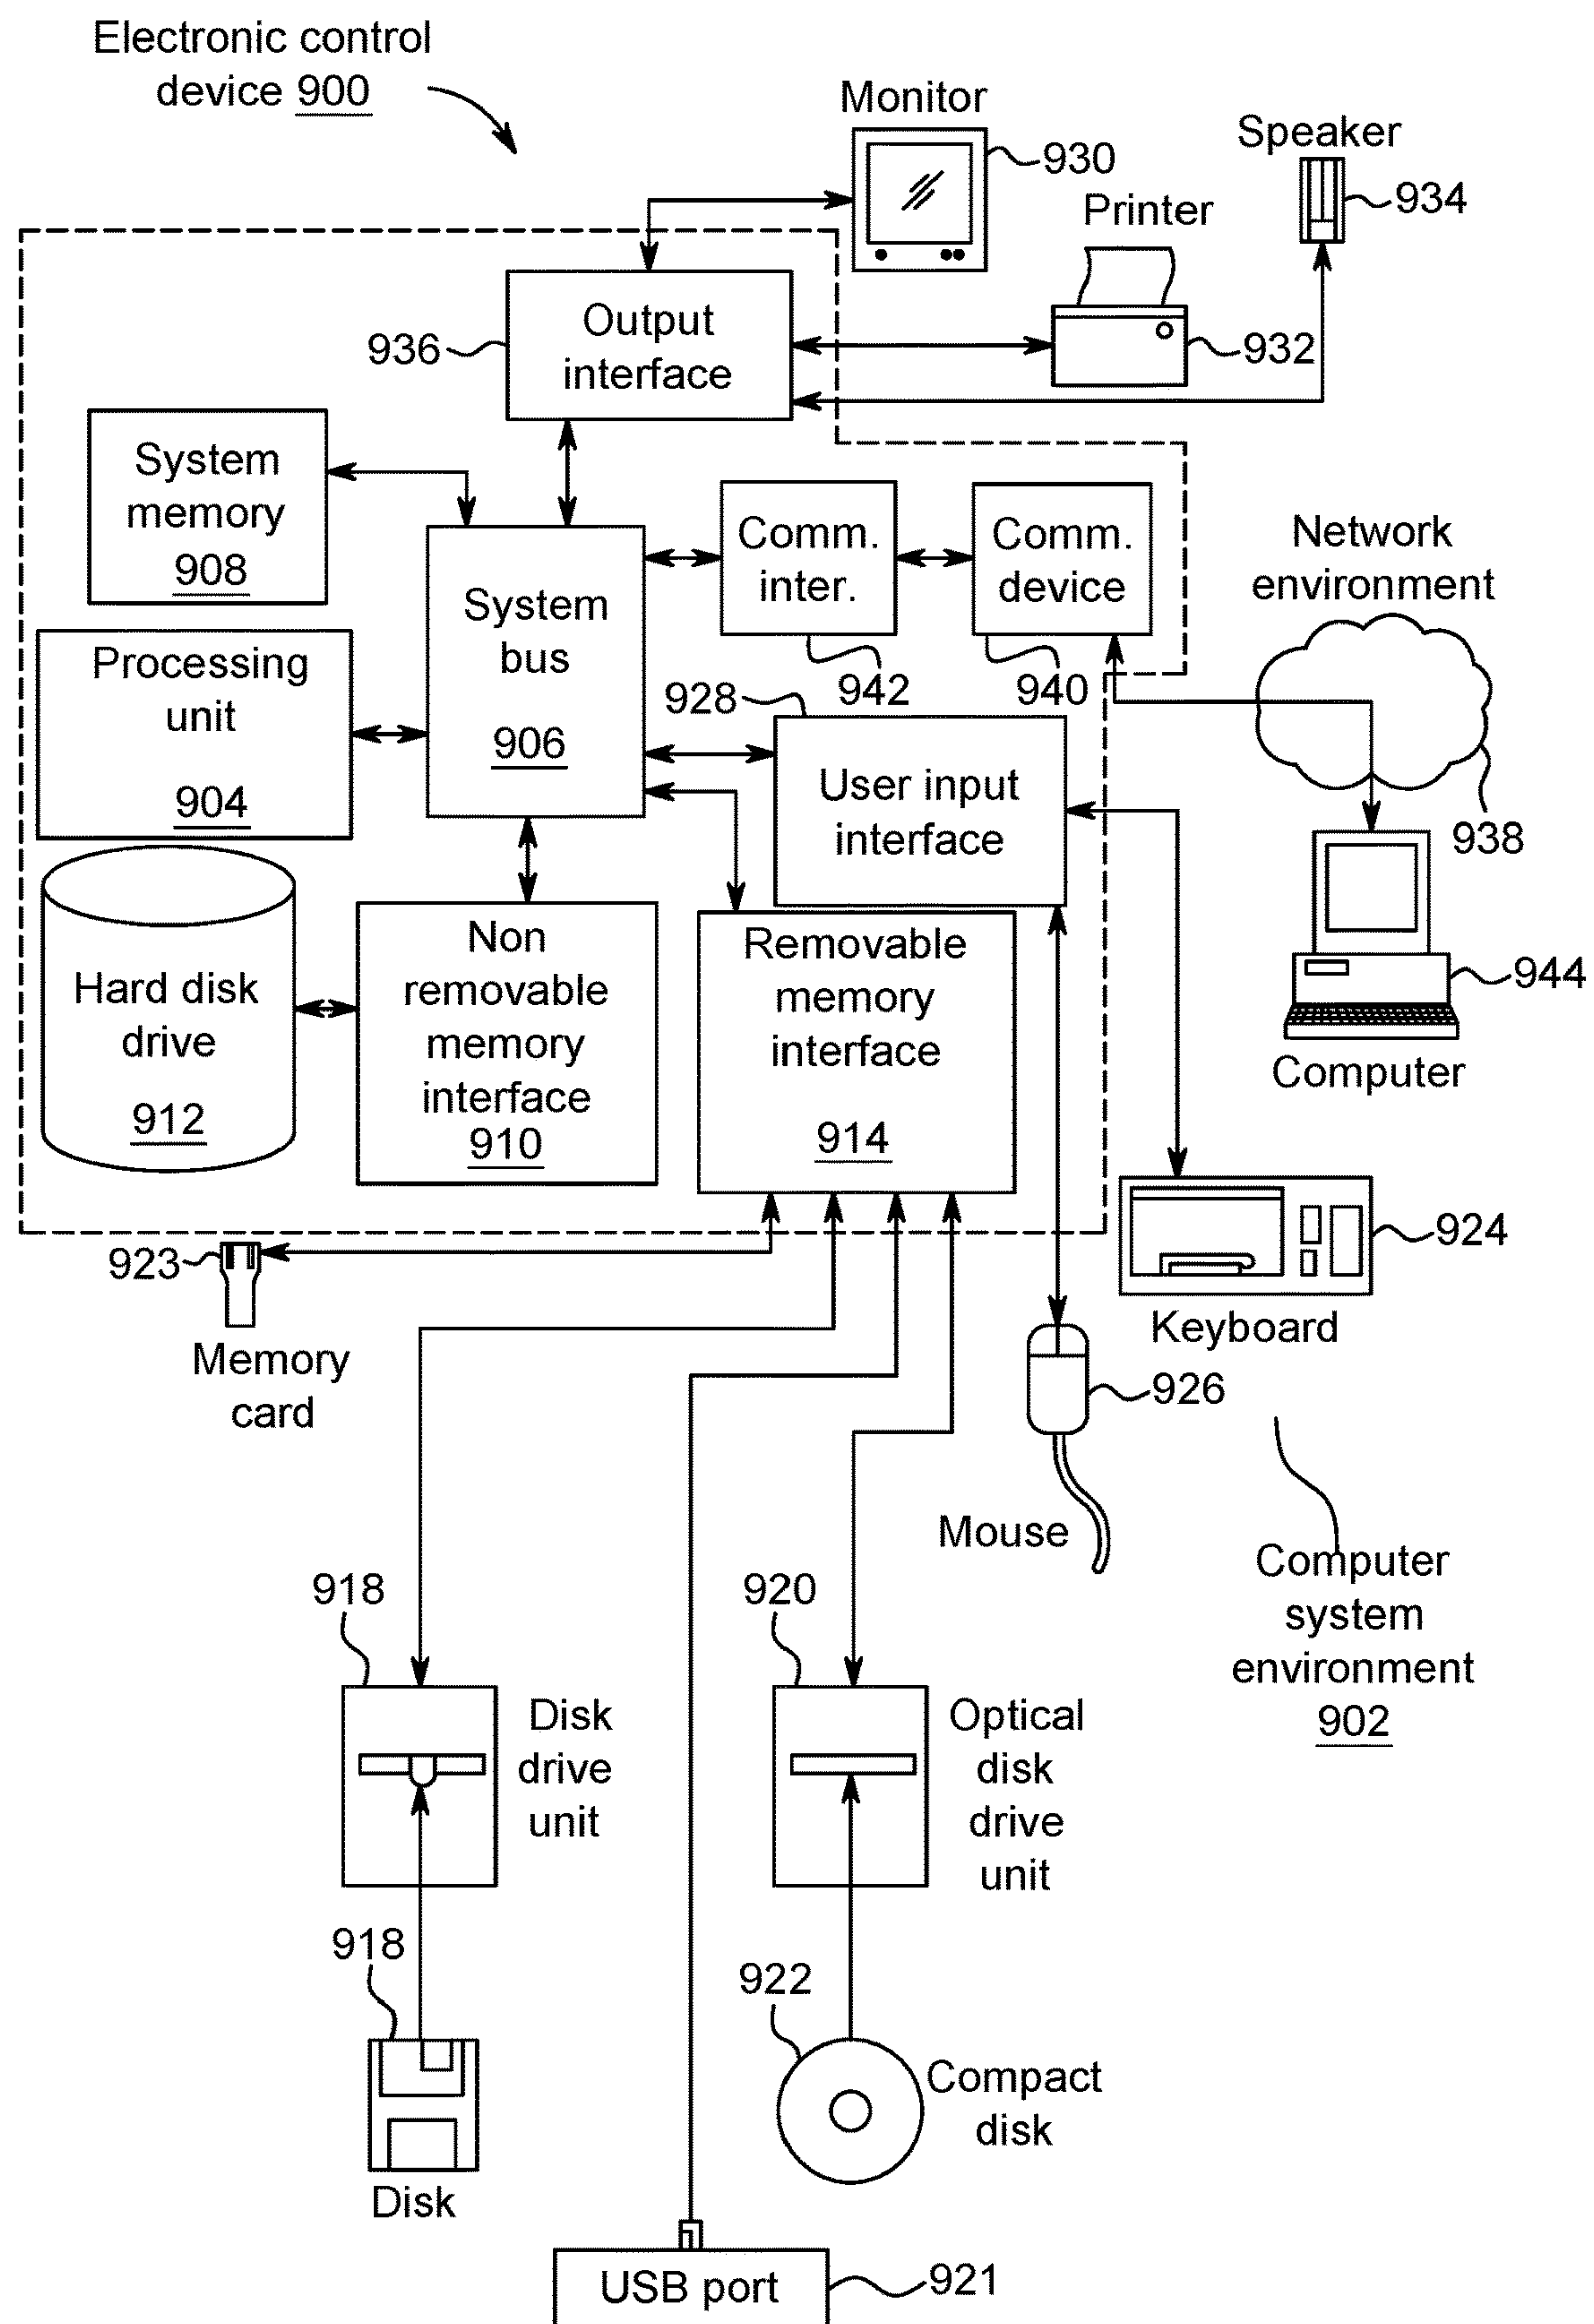 Electronic control
device 900
Monitor
930
Speaker
934
Printer
932
Output
interface
936
System
memory
908
Comm.
inter.
942
Comm.
device
940
Network
environment
938
System
bus
906
Processing
unit
904
928
User input
interface
944
Computer
Hard disk
drive
912
Non
removable
memory
interface
910
Removable
memory
interface
914
924
Keyboard
923
Memory
card
926
Mouse
Computer
system
environment
902
918
Disk
drive
unit
920
Optical
disk
drive
unit
918
Disk
922
Compact
disk
USB port
921